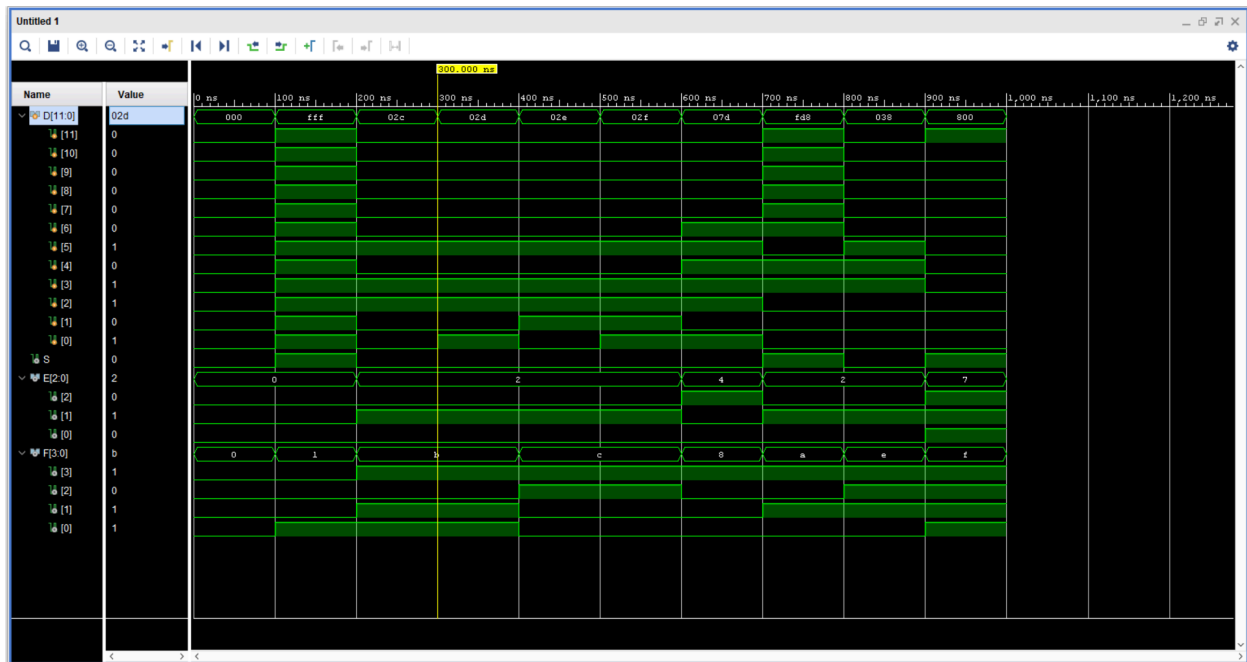 Untitled 1
300.000 ns
Name Value
0 ns 100 ns 200 ns 300 ns 400 ns 500 ns 600 ns 700 ns 800 ns 900 ns 1,000 ns 1,100 ns 1,200 ns
D[11:0] 02d 000 fff 02c 02d 02e 02f 07d fd8 038 800
[11] 0
[10] 0
[9] 0
[8] 0
[7] 0
[6] 0
[5] 1
[4] 0
[3] 1
[2] 1
[1] 0
[0] 1
S 0
E[2:0] 2 0 2 4 2 7
[2] 0
[1] 1
[0] 0
F[3:0] b 0 1 b c 8 a e f
[3] 1
[2] 0
[1] 1
[0] 1